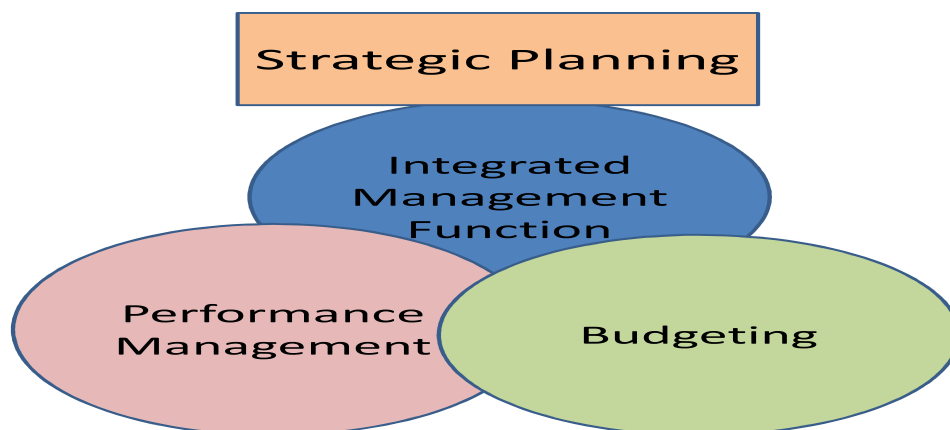 Strategic Planning
Integrated
Management
Function
Performance
Management
Budgeting